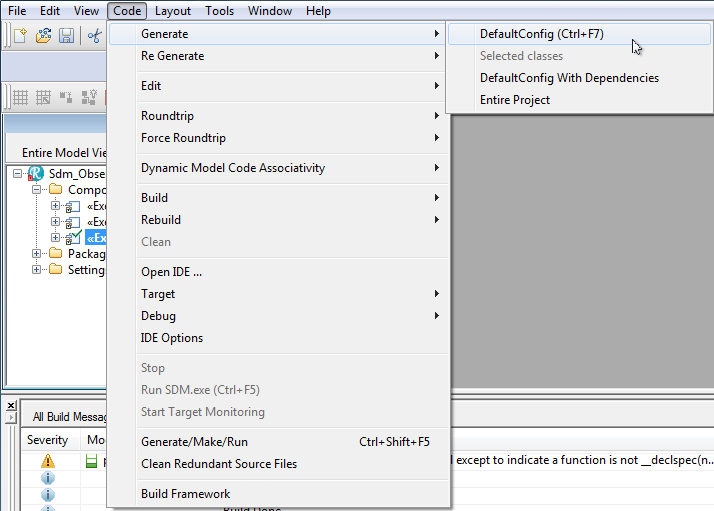 File Edit View Code Layout Tools Window Help
Generate
DefaultConfig (Ctrl+F7)
Re Generate
Selected classes
DefaultConfig With Dependencies
Edit
Entire Project
Roundtrip
Force Roundtrip
Entire Model Vie
Dynamic Model Code Associativity
Sdm_Obse
Compo
Build
«Exe
Rebuild
«Exe
Clean
«Ex
Packag
Settings
Open IDE ...
Target
Debug
IDE Options
Stop
Run SDM.exe (Ctrl+F5)
Start Target Monitoring
All Build Messag
Severity
Generate/Make/Run Ctrl+Shift+F5
Clean Redundant Source Files
l except to indicate a function is not __declspec(n...
Build Framework
Build Done